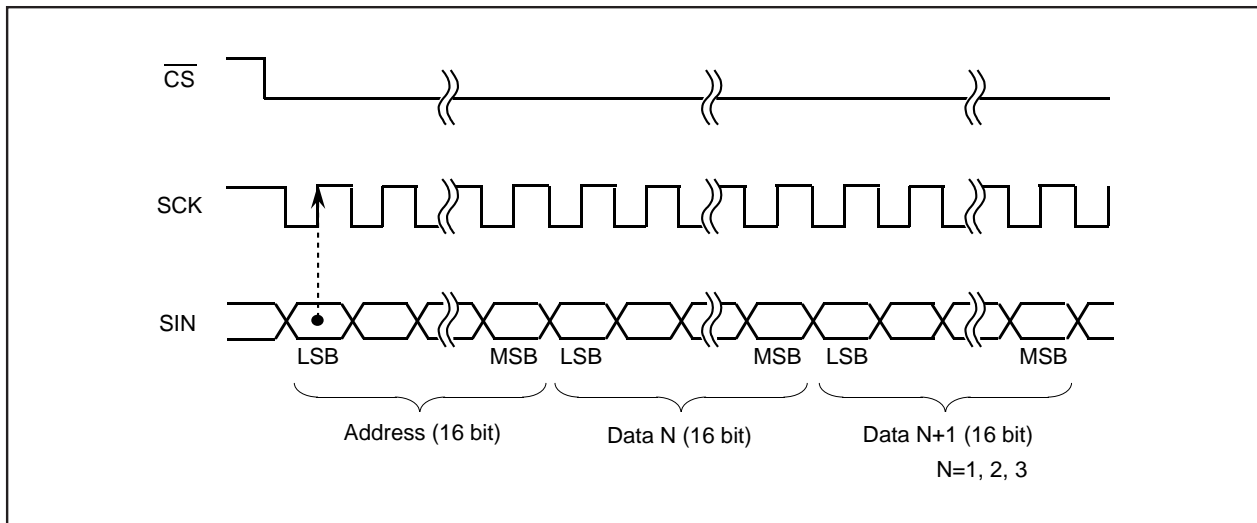 CS
SCK
SIN
LSB MSB LSB MSB LSB MSB
Address (16 bit) Data N (16 bit) Data N+1 (16 bit)
N=1, 2, 3